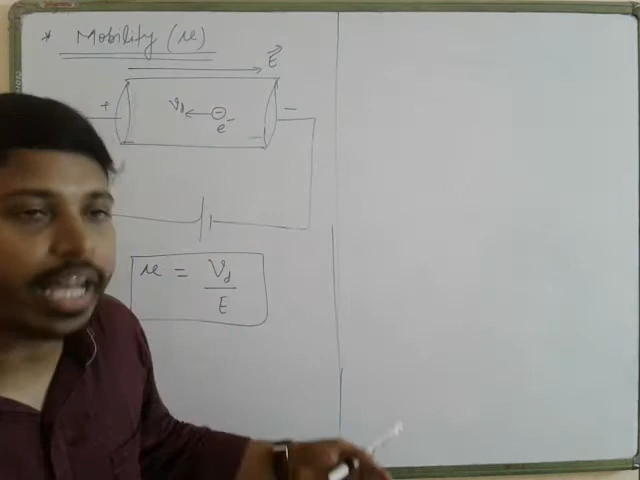 * Mobility (μ)
E⃗
+ −
v_d ← ⊖
e⁻
μ = V_d / E